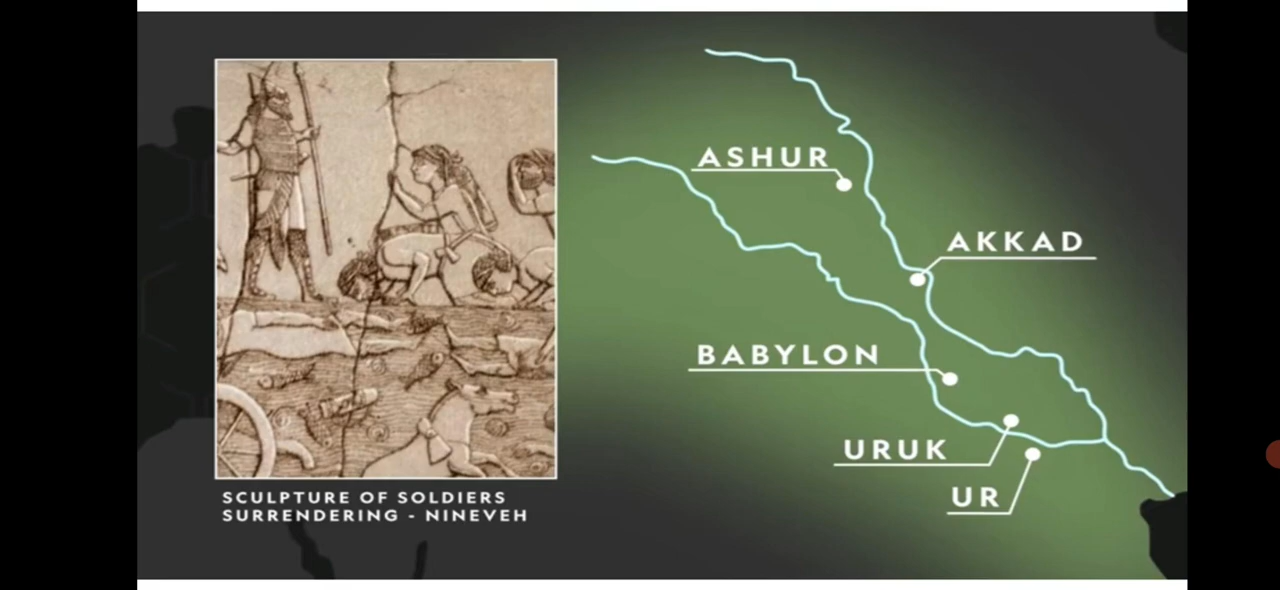 ASHUR
AKKAD
BABYLON
URUK
UR
SCULPTURE OF SOLDIERS
SURRENDERING - NINEVEH